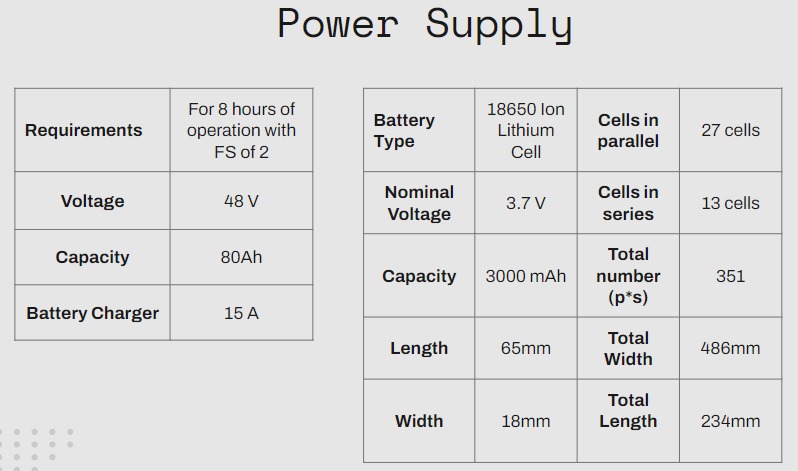 Power Supply
Requirements
For 8 hours of
operation with
FS of 2
Voltage
48 V
Capacity
80Ah
Battery Charger
15 A
Battery
Type
18650 Ion
Lithium
Cell
Cells in
parallel
27 cells
Nominal
Voltage
3.7 V
Cells in
series
13 cells
Capacity
3000 mAh
Total
number
(p*s)
351
Length
65mm
Total
Width
486mm
Width
18mm
Total
Length
234mm